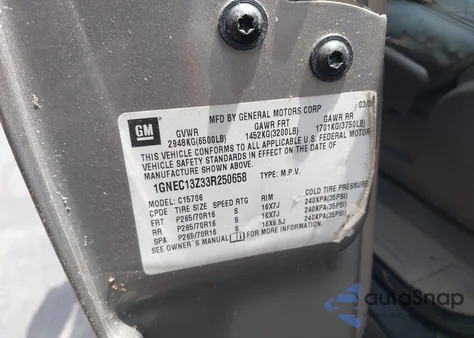 GM
MFD BY GENERAL MOTORS CORP
GVWR GAWR FRT GAWR RR
2948KG(6500LB) 1452KG(3200LB) 1701KG(3750LB)
THIS VEHICLE CONFORMS TO ALL APPLICABLE U.S. FEDERAL MOTOR
VEHICLE SAFETY STANDARDS IN EFFECT ON THE DATE OF
MANUFACTURE SHOWN ABOVE.
1GNEC13Z33R250658 TYPE: M.P.V.
MODEL: C15706
CPDE TIRE SIZE SPEED RTG RIM COLD TIRE PRESSURE
FRT P265/70R16 S 16X7J 240KPA(35PSI)
RR P265/70R16 S 16X7J 240KPA(35PSI)
SPA P265/70R16 S 16X6.5J 240KPA(35PSI)
SEE OWNER'S MANUAL FOR MORE INFORMATION.
autoSnap